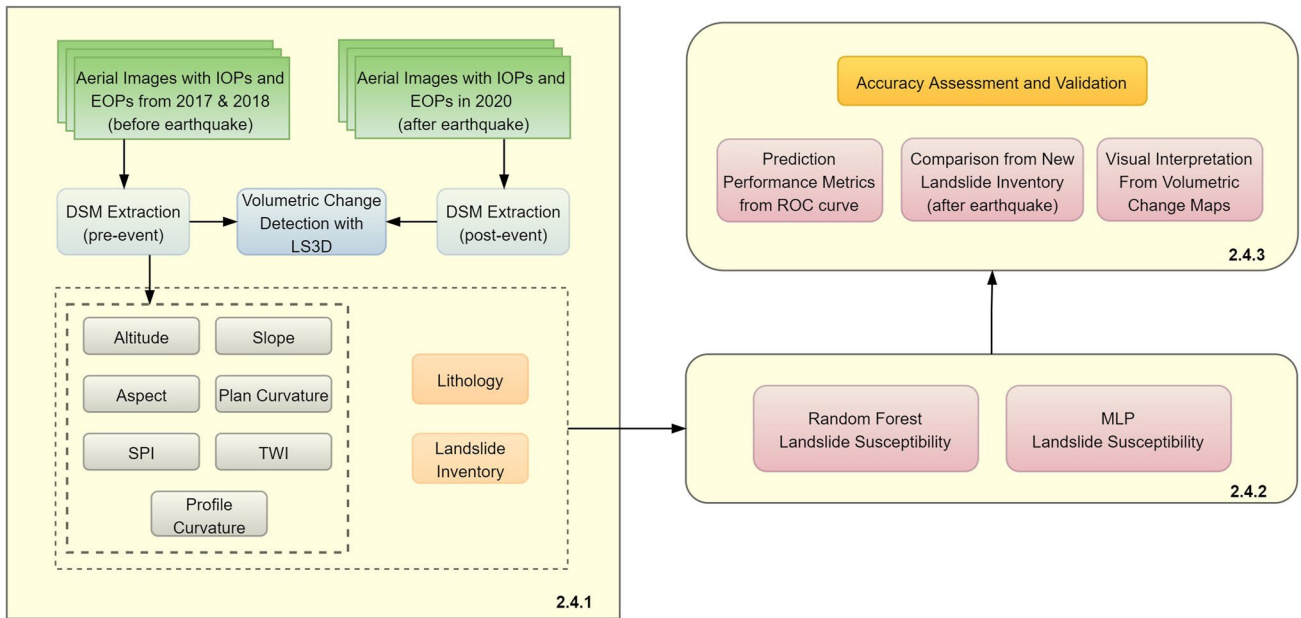 Aerial Images with IOPs and
EOPs from 2017 & 2018
(before earthquake)
Aerial Images with IOPs and
EOPs in 2020
(after earthquake)
DSM Extraction
(pre-event)
Volumetric Change
Detection with
LS3D
DSM Extraction
(post-event)
Altitude
Slope
Aspect
Plan Curvature
SPI
TWI
Profile
Curvature
Lithology
Landslide
Inventory
2.4.1
Accuracy Assessment and Validation
Prediction
Performance Metrics
from ROC curve
Comparison from New
Landslide Inventory
(after earthquake)
Visual Interpretation
From Volumetric
Change Maps
2.4.3
Random Forest
Landslide Susceptibility
MLP
Landslide Susceptibility
2.4.2